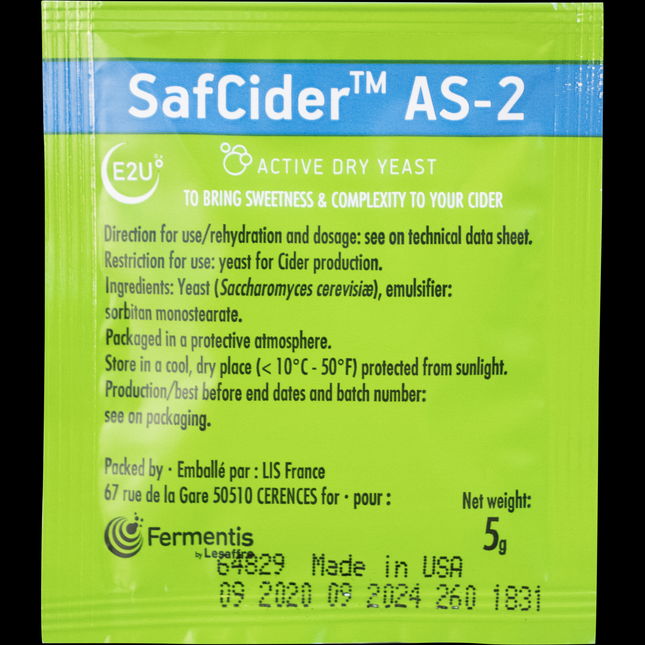 SafCider™ AS-2
E2U
ACTIVE DRY YEAST
TO BRING SWEETNESS & COMPLEXITY TO YOUR CIDER
Direction for use/rehydration and dosage: see on technical data sheet.
Restriction for use: yeast for Cider production.
Ingredients: Yeast (Saccharomyces cerevisiæ), emulsifier:
sorbitan monostearate.
Packaged in a protective atmosphere.
Store in a cool, dry place (< 10°C - 50°F) protected from sunlight.
Production/best before end dates and batch number:
see on packaging.
Packed by · Emballé par : LIS France
67 rue de la Gare 50510 CERENCES for · pour :
Net weight:
5g
Fermentis
by Lesaffre
64829 Made in USA
09 2020 09 2024 260 1831